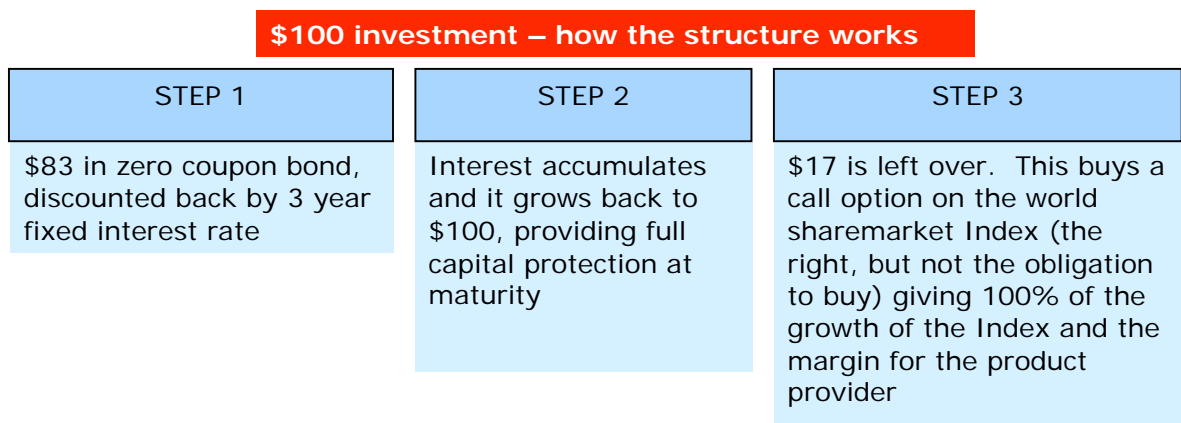 $100 investment – how the structure works
STEP 1
$83 in zero coupon bond,
discounted back by 3 year
fixed interest rate
STEP 2
Interest accumulates
and it grows back to
$100, providing full
capital protection at
maturity
STEP 3
$17 is left over.  This buys a
call option on the world
sharemarket Index (the
right, but not the obligation
to buy) giving 100% of the
growth of the Index and the
margin for the product
provider